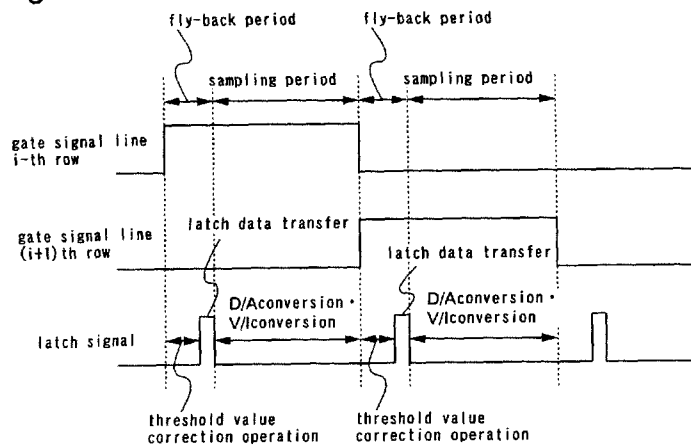 fly-back period
fly-back period
sampling period
sampling period
gate signal line
i-th row
latch data transfer
gate signal line
(i+1)th row
latch data transfer
D/Aconversion・
V/Iconversion
D/Aconversion・
V/Iconversion
latch signal
threshold value
correction operation
threshold value
correction operation